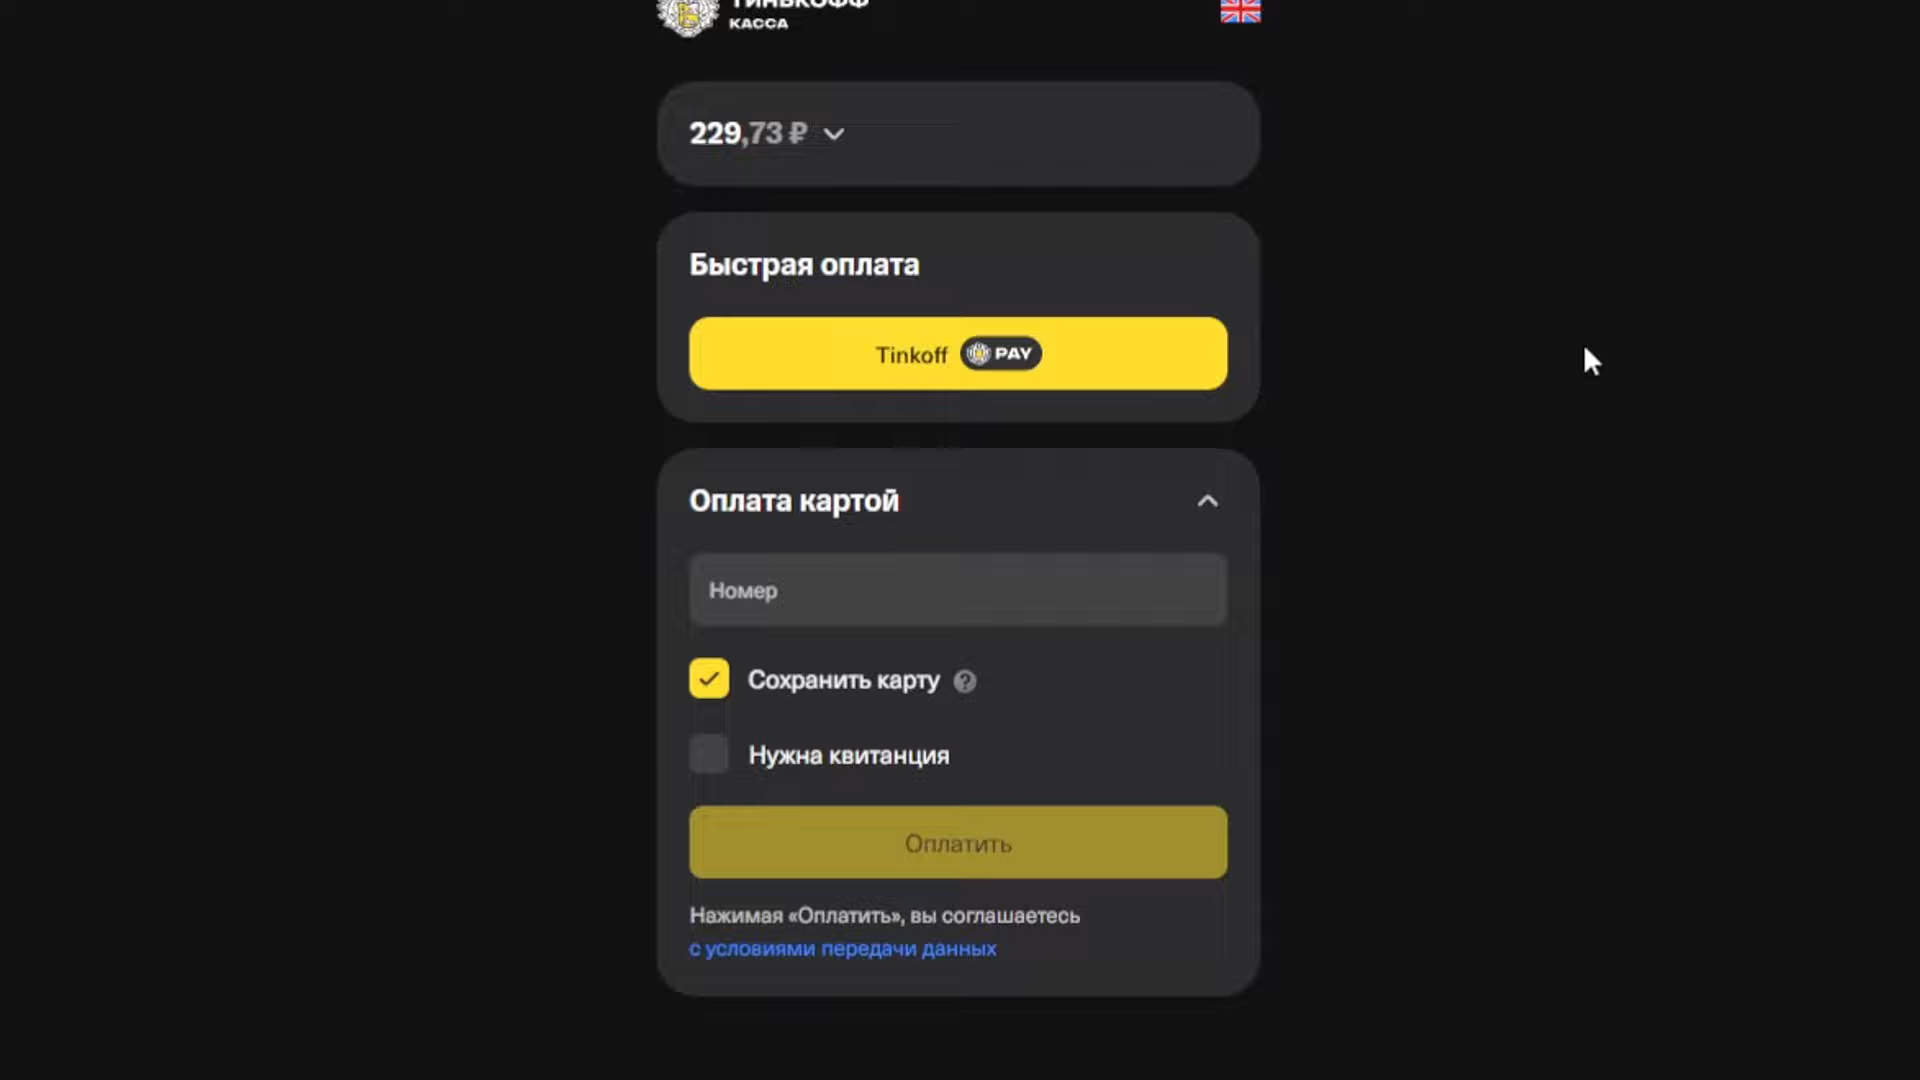 ТИНЬКОФФ
КАССА
229,73 ₽
Быстрая оплата
Tinkoff PAY
Оплата картой
Номер
Сохранить карту ?
Нужна квитанция
Оплатить
Нажимая «Оплатить», вы соглашаетесь
с условиями передачи данных